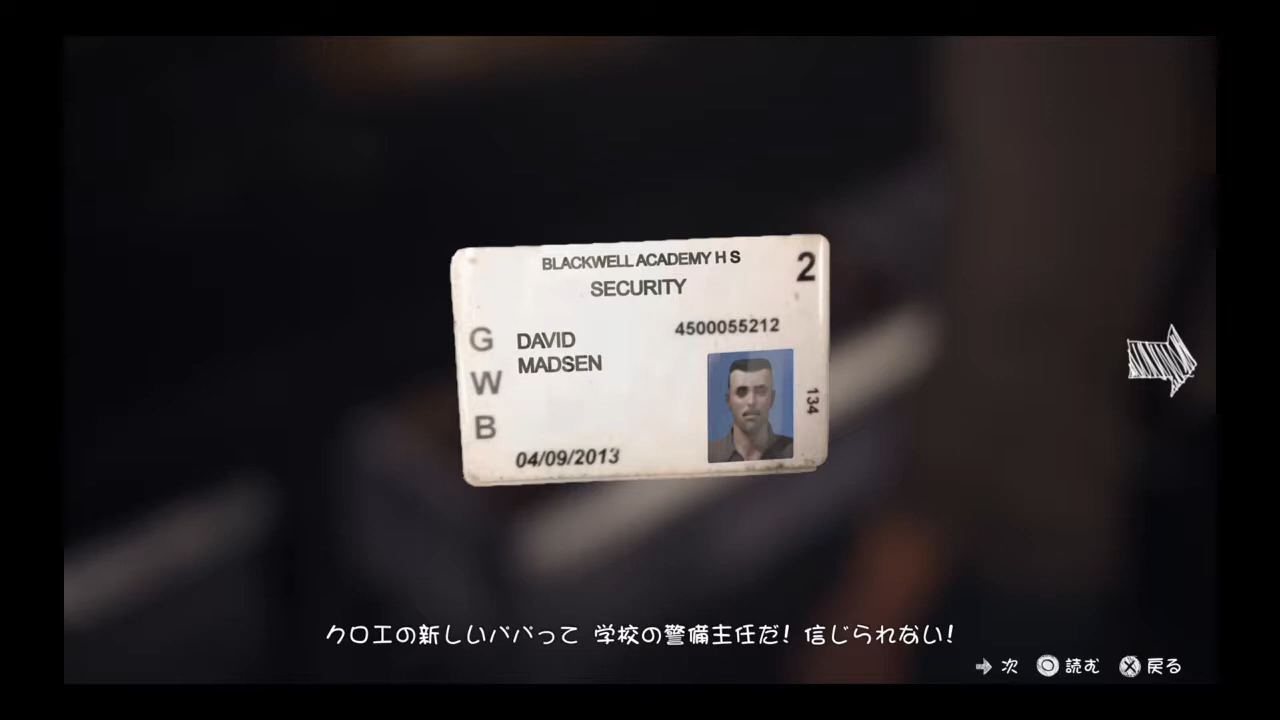 BLACKWELL ACADEMY H S
2
SECURITY
4500055212
G
W
B
DAVID
MADSEN
134
04/09/2013
クロエの新しいパパって 学校の警備主任だ! 信じられない!
次 読む 戻る